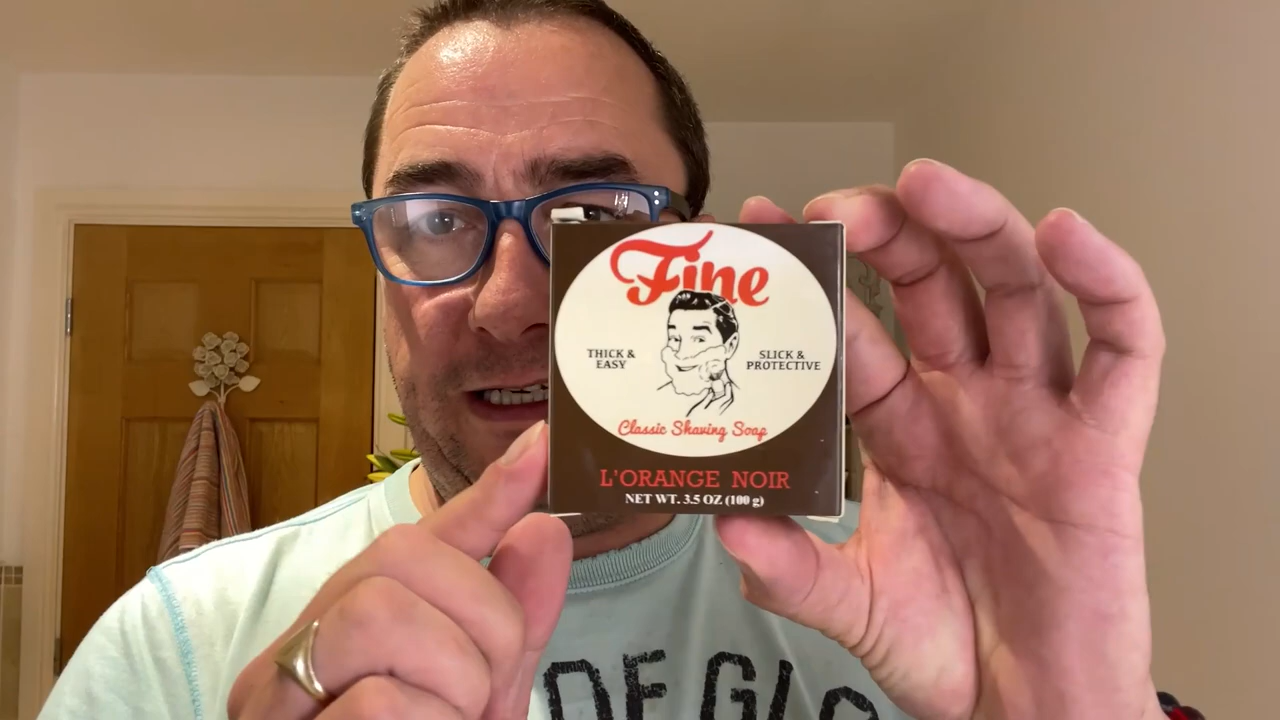 Fine
THICK &
EASY
SLICK &
PROTECTIVE
Classic Shaving Soap
L'ORANGE NOIR
NET WT. 3.5 OZ (100 g)